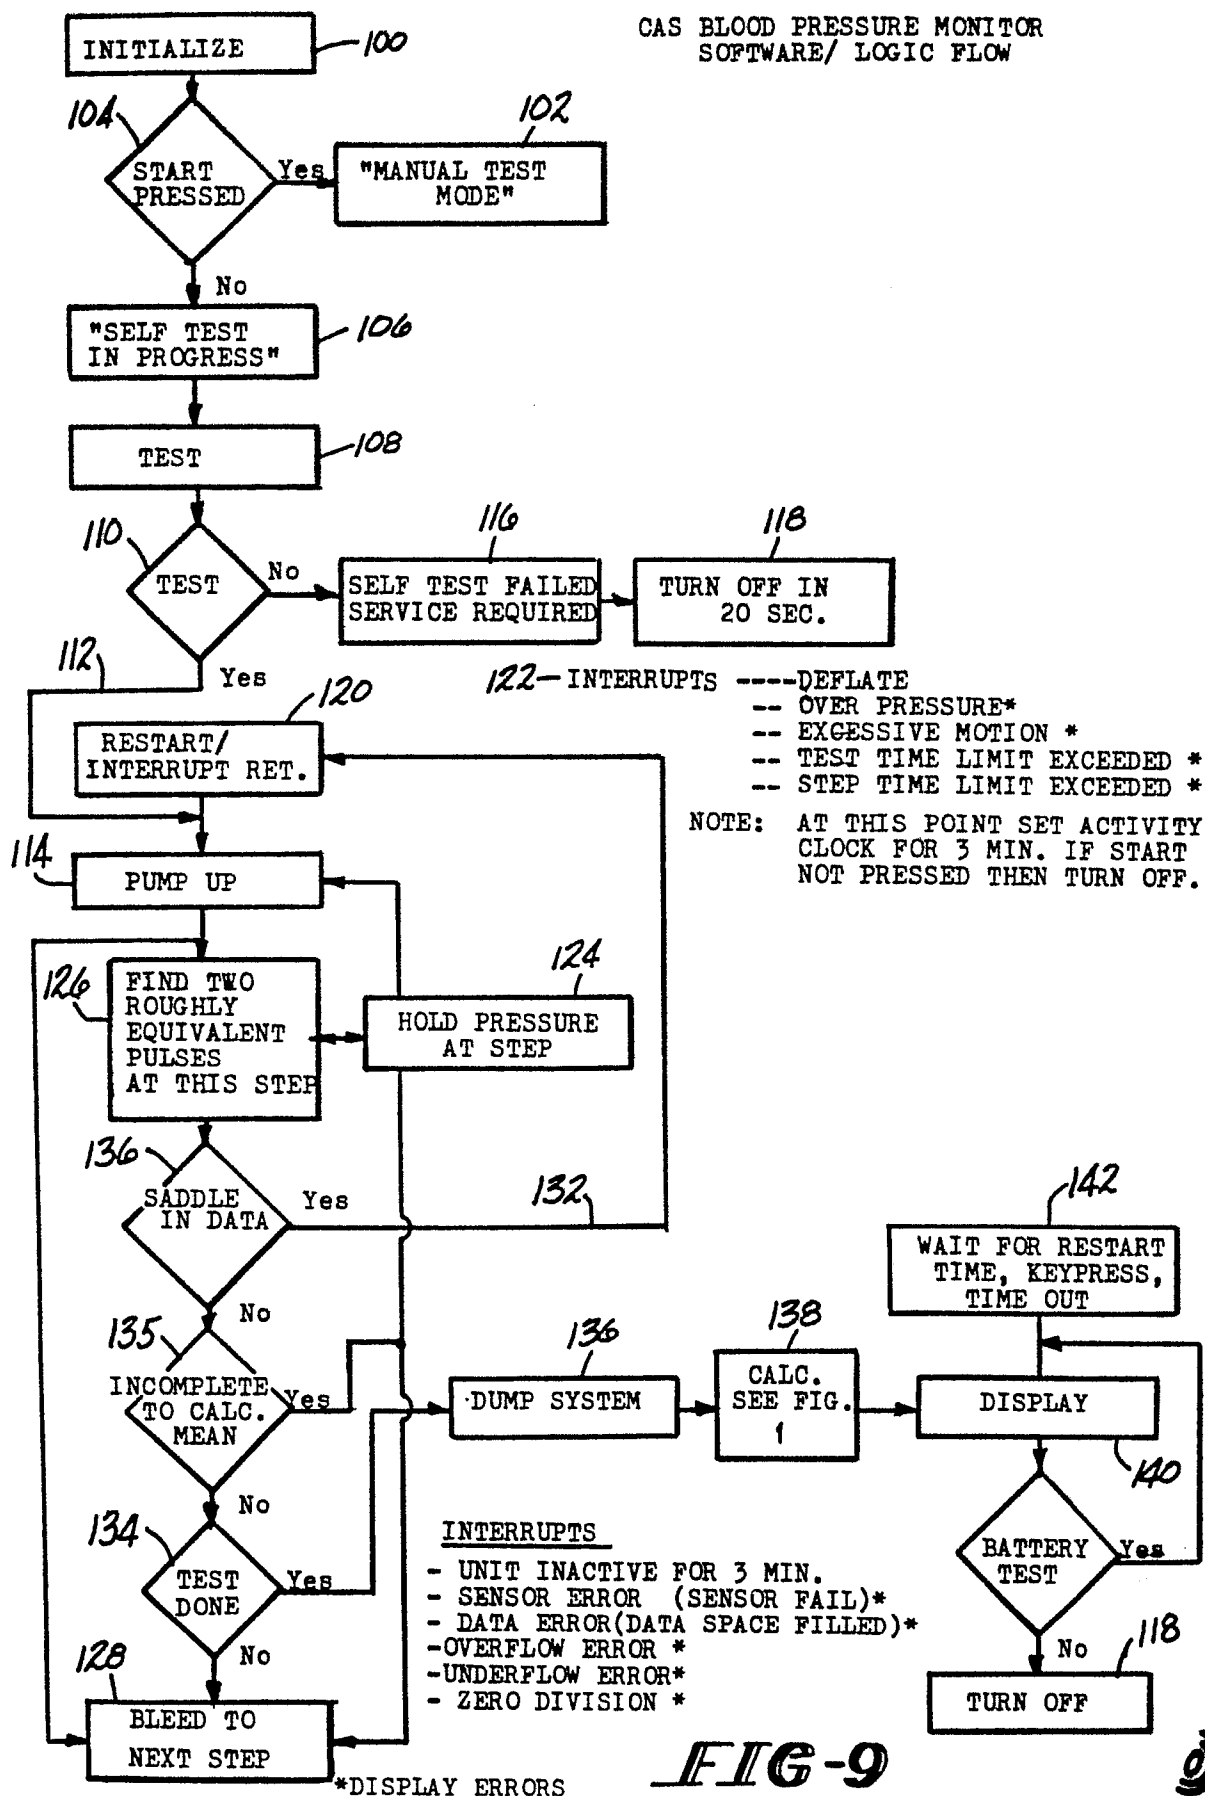 CAS BLOOD PRESSURE MONITOR
SOFTWARE/ LOGIC FLOW
INITIALIZE
100
104
START
PRESSED
Yes
102
"MANUAL TEST
MODE"
No
"SELF TEST
IN PROGRESS"
106
TEST
108
110
TEST
No
116
SELF TEST FAILED
SERVICE REQUIRED
118
TURN OFF IN
20 SEC.
112
Yes
120
RESTART/
INTERRUPT RET.
122-INTERRUPTS ----DEFLATE
-- OVER PRESSURE*
-- EXCESSIVE MOTION *
-- TEST TIME LIMIT EXCEEDED *
-- STEP TIME LIMIT EXCEEDED *
NOTE: AT THIS POINT SET ACTIVITY
CLOCK FOR 3 MIN. IF START
NOT PRESSED THEN TURN OFF.
114
PUMP UP
126
FIND TWO
ROUGHLY
EQUIVALENT
PULSES
AT THIS STEP
124
HOLD PRESSURE
AT STEP
136
SADDLE
IN DATA
Yes
132
No
135
INCOMPLETE
TO CALC.
MEAN
Yes
136
DUMP SYSTEM
138
CALC.
SEE FIG.
1
142
WAIT FOR RESTART
TIME, KEYPRESS,
TIME OUT
DISPLAY
140
BATTERY
TEST
Yes
No
118
TURN OFF
No
134
TEST
DONE
Yes
No
128
BLEED TO
NEXT STEP
INTERRUPTS
- UNIT INACTIVE FOR 3 MIN.
- SENSOR ERROR (SENSOR FAIL)*
- DATA ERROR(DATA SPACE FILLED)*
-OVERFLOW ERROR *
-UNDERFLOW ERROR*
- ZERO DIVISION *
*DISPLAY ERRORS
FIG-9